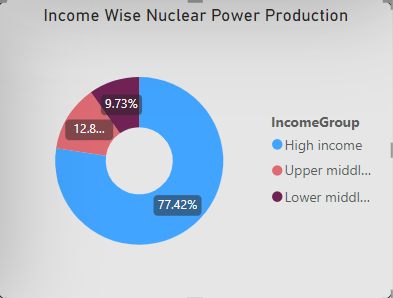 Income Wise Nuclear Power Production
9.73%
12.8...
77.42%
IncomeGroup
High income
Upper middl...
Lower middl...